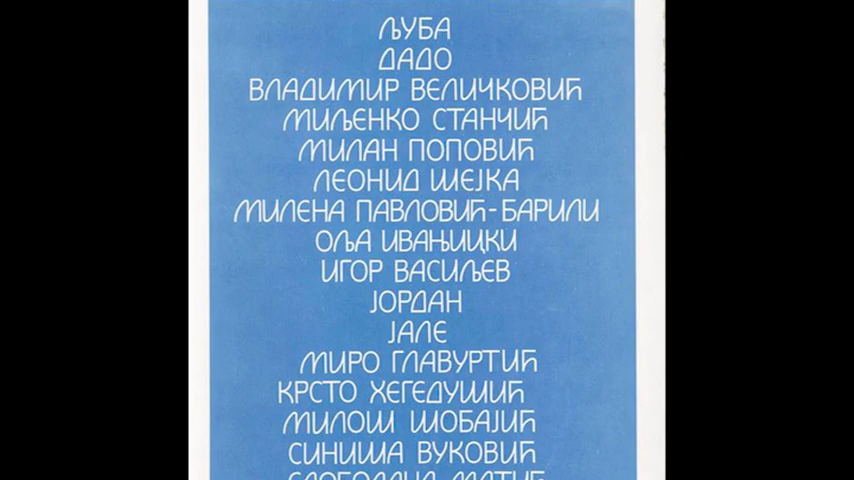 ЉУБА
ДАДО
ВЛАДИМИР ВЕЛИЧКОВИЋ
МИЉЕНКО СТАНЧИЋ
МИЛАН ПОПОВИЋ
ЛЕОНИД ШЕЈКА
МИЛЕНА ПАВЛОВИЋ-БАРИЛИ
ОЉА ИВАЊИЦКИ
ИГОР ВАСИЉЕВ
ЈОРДАН
ЈАЛЕ
МИРО ГЛАВУРТИЋ
КРСТО ХЕГЕДУШИЋ
МИЛОШ ШОБАЈИЋ
СИНИША ВУКОВИЋ